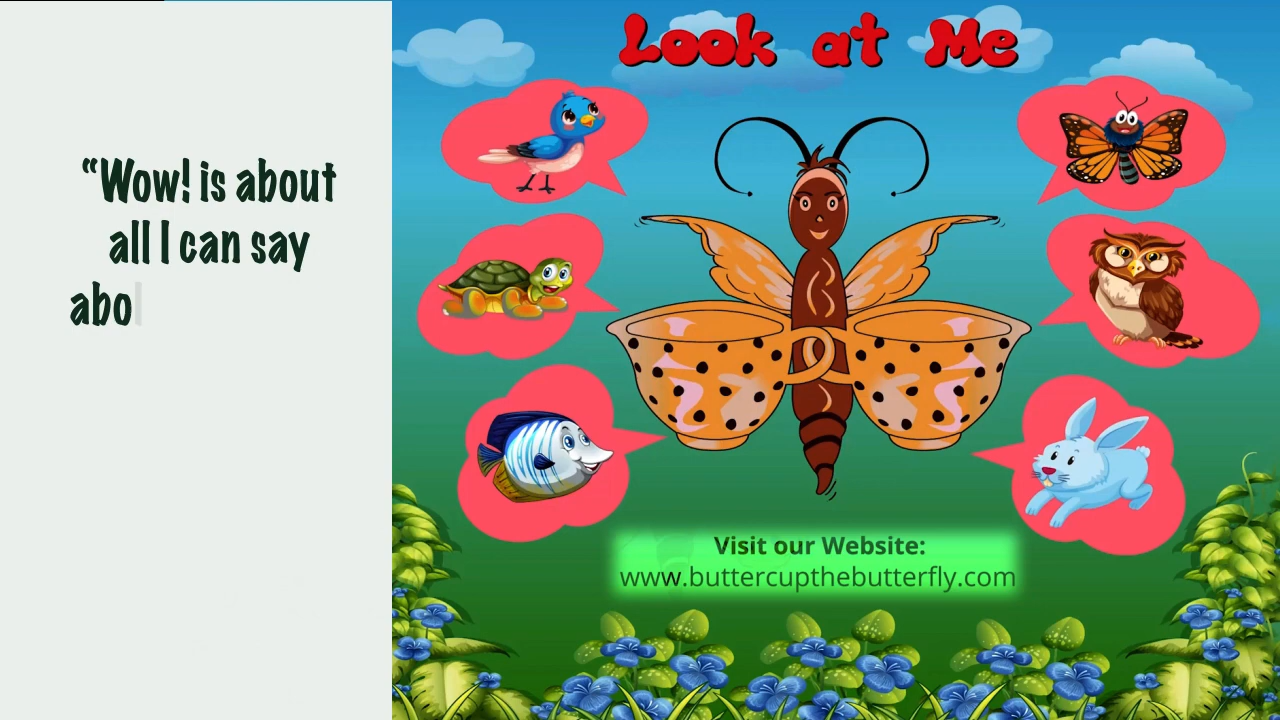 “Wow! is about
all I can say
abo
Look at Me
Visit our Website:
www.buttercupthebutterfly.com